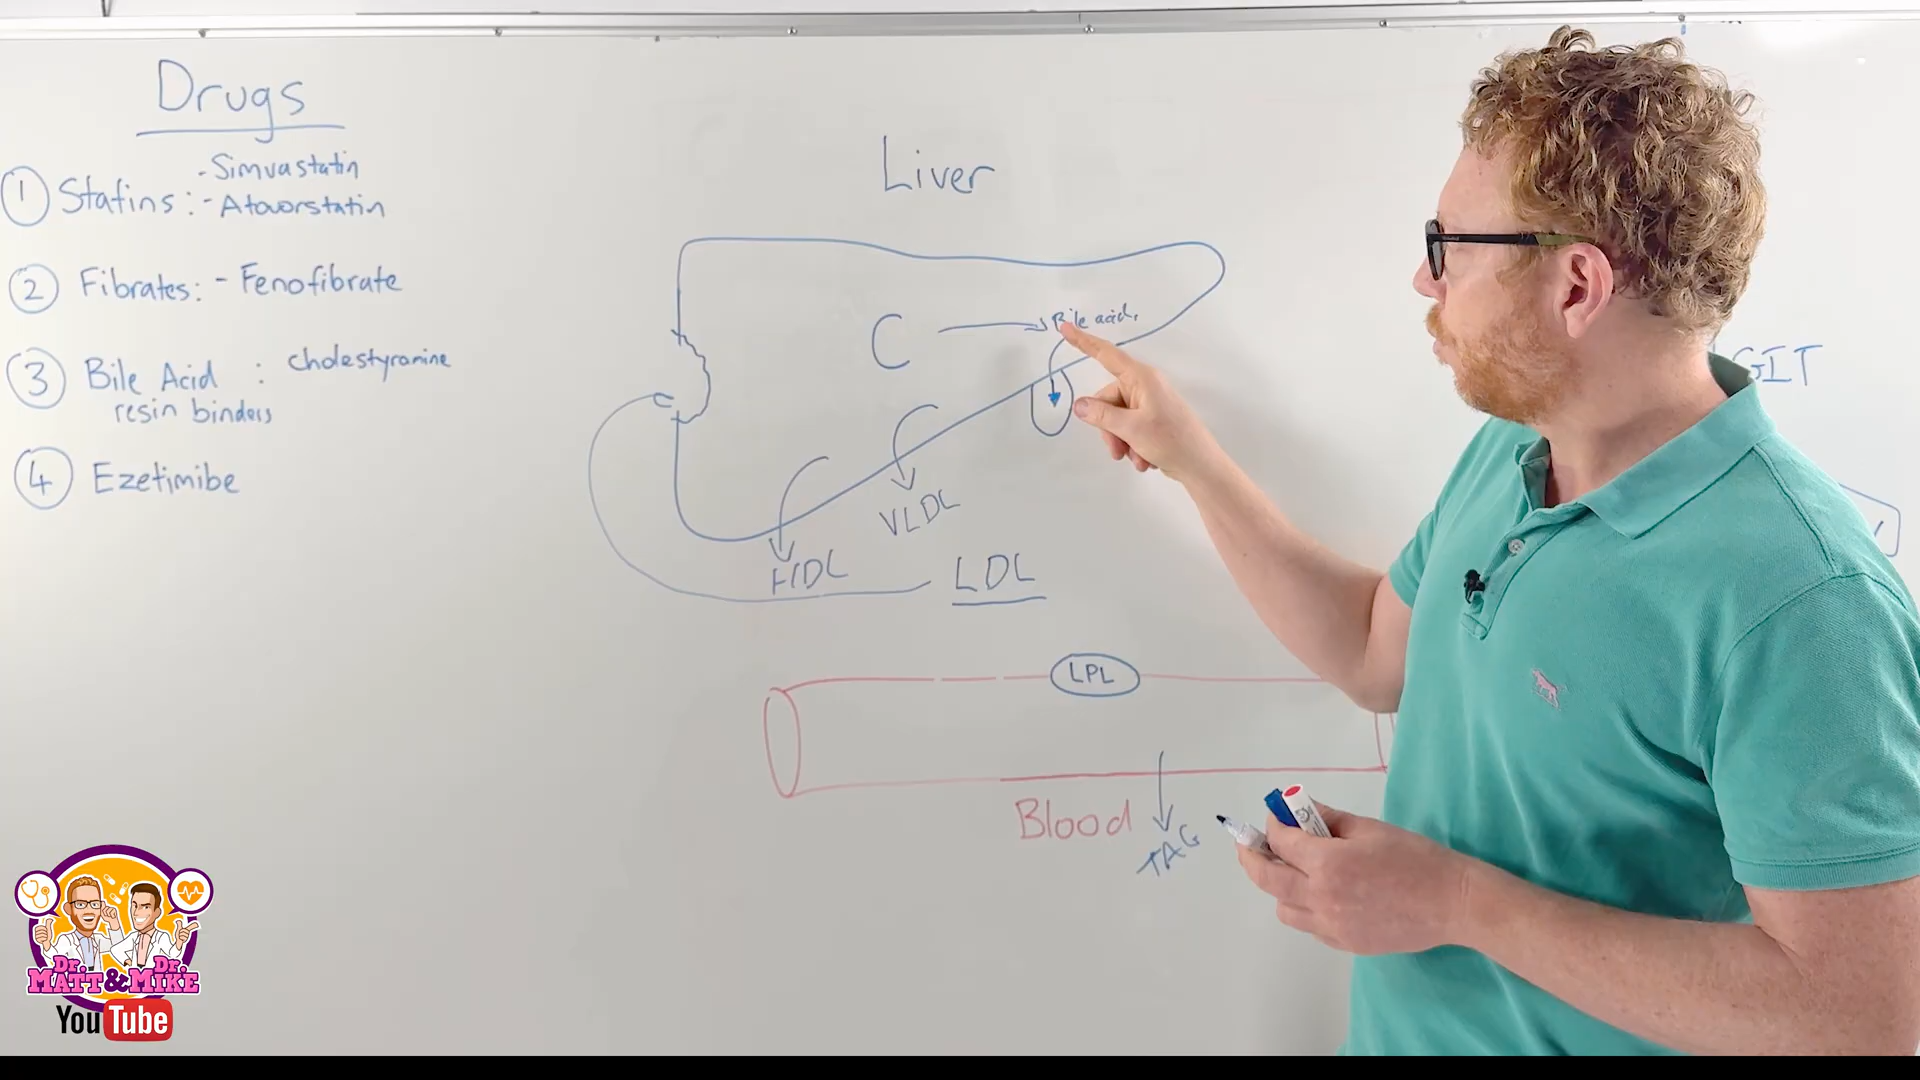 Drugs
1 Statins: - Simvastatin
- Atovorstatin
2 Fibrates: - Fenofibrate
3 Bile Acid : cholestyramine
resin binders
4 Ezetimibe
Liver
C
Bile acid
VLDL
HDL
LDL
LPL
Blood
TAG
GIT
Dr. Dr.
MATT & MIKE
YouTube